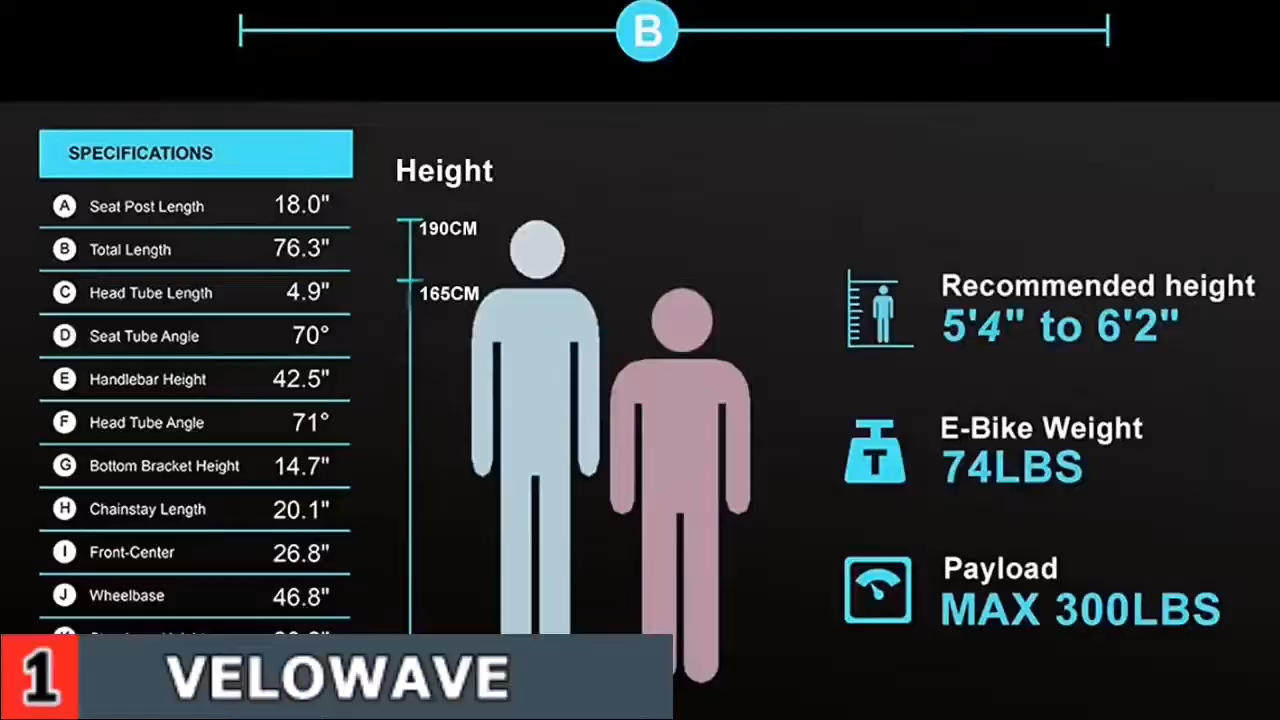 B
SPECIFICATIONS
A Seat Post Length 18.0"
B Total Length 76.3"
C Head Tube Length 4.9"
D Seat Tube Angle 70°
E Handlebar Height 42.5"
F Head Tube Angle 71°
G Bottom Bracket Height 14.7"
H Chainstay Length 20.1"
I Front-Center 26.8"
J Wheelbase 46.8"
Height
190CM
165CM
Recommended height
5'4" to 6'2"
E-Bike Weight
T
74LBS
Payload
MAX 300LBS
1 VELOWAVE